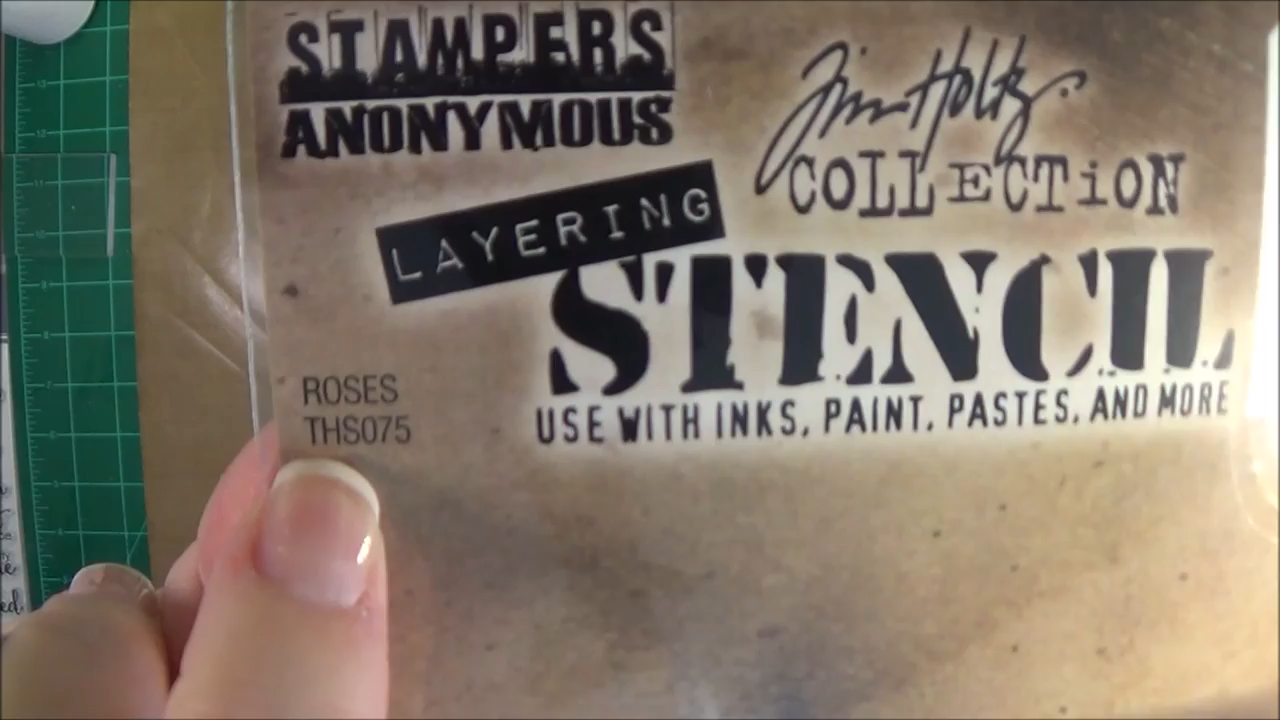 STAMPERS
ANONYMOUS
Tim Holtz
COLLECTiON
LAYERING
STENCIL
USE WITH INKS, PAINT, PASTES, AND MORE
ROSES
THS075